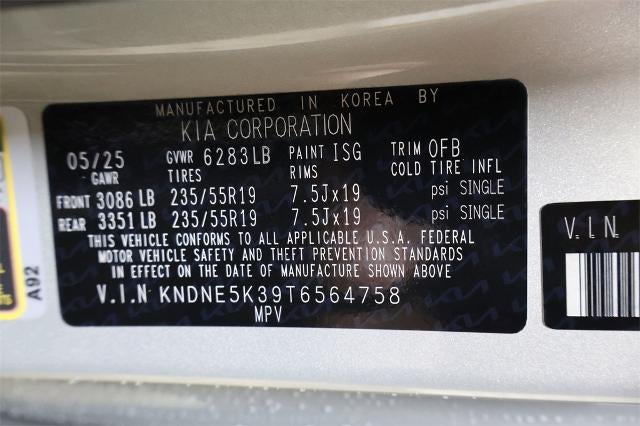 MANUFACTURED IN KOREA BY
KIA CORPORATION
05/25 GVWR 6283LB PAINT ISG TRIM OFB
GAWR TIRES RIMS COLD TIRE INFL
FRONT 3086 LB 235/55R19 7.5Jx19 psi SINGLE
REAR 3351 LB 235/55R19 7.5Jx19 psi SINGLE
THIS VEHICLE CONFORMS TO ALL APPLICABLE U.S.A. FEDERAL
MOTOR VEHICLE SAFETY AND THEFT PREVENTION STANDARDS
IN EFFECT ON THE DATE OF MANUFACTURE SHOWN ABOVE
V.I.N KNDNE5K39T6564758
MPV
A92
V.I.N